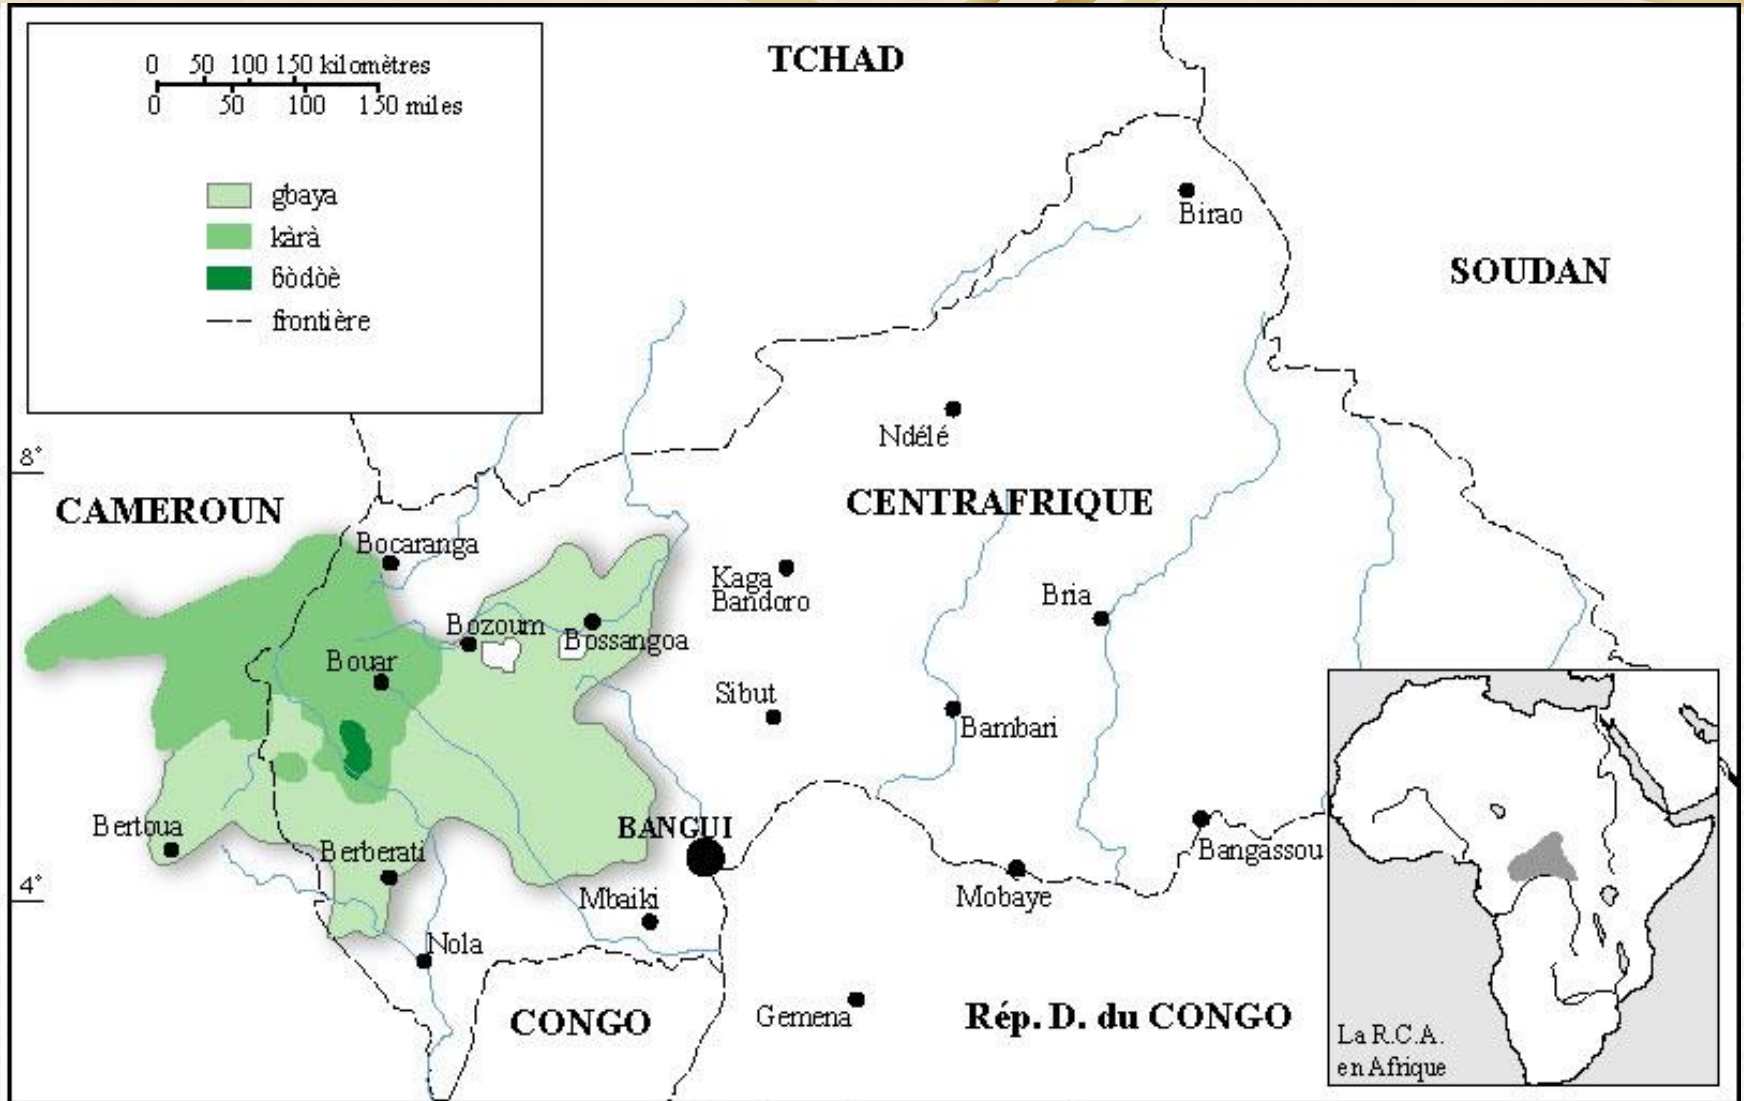 0 50 100 150 kilomètres
0 50 100 150 miles
gbaya
kàrà
ɓòdòè
frontière
TCHAD
Birao
SOUDAN
Ndélé
8°
CAMEROUN
CENTRAFRIQUE
Bocaranga
Kaga
Bandoro
Bria
Bozoum
Bossangoa
Bouar
Sibut
Bambari
Bertoua
BANGUI
Berberati
Bangassou
4°
Mbaiki
Mobaye
Nola
CONGO
Gemena
Rép. D. du CONGO
La R.C.A.
en Afrique